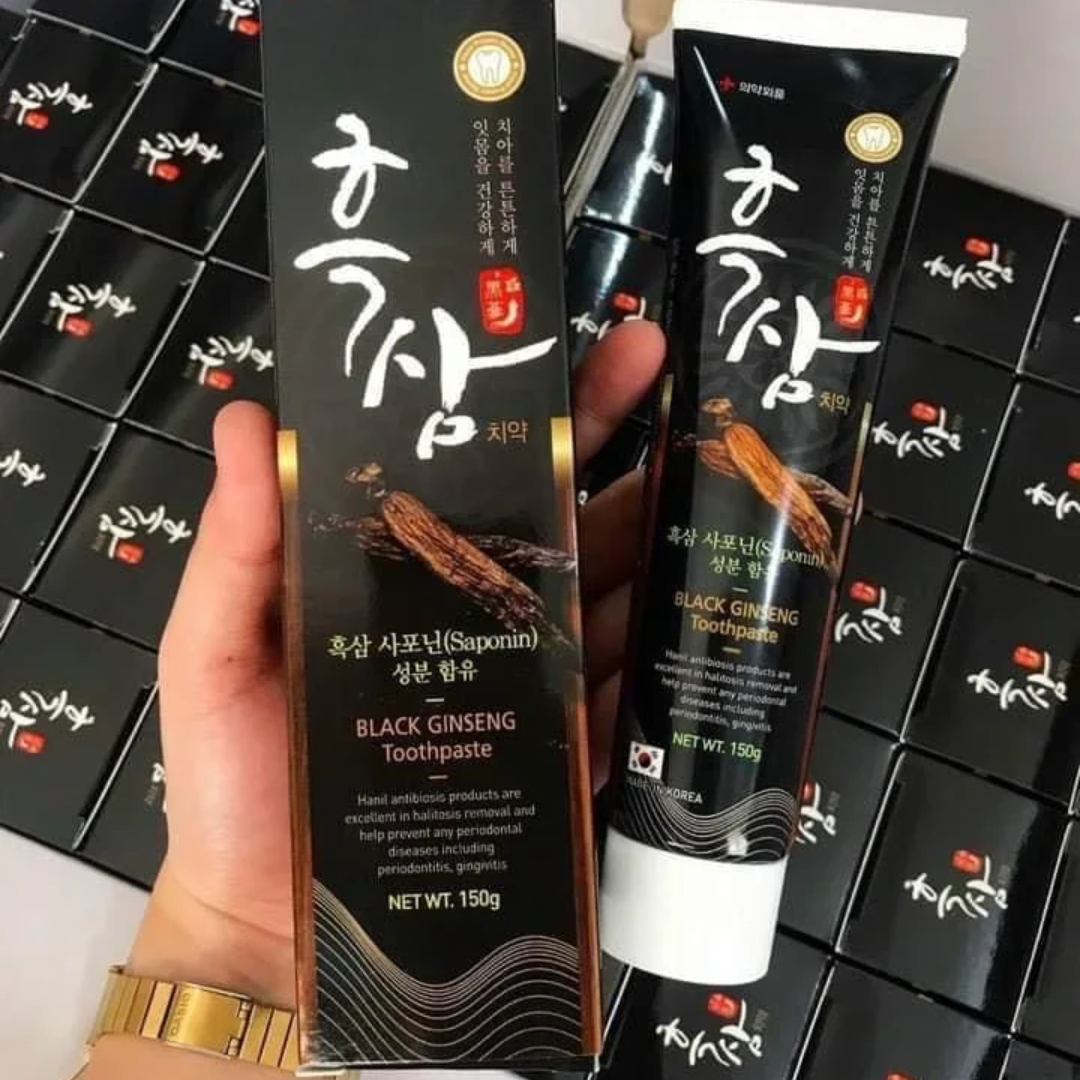 치아를 튼튼하게
잇몸을 건강하게
흑삼
치약
흑삼 사포닌(Saponin)
성분 함유
BLACK GINSENG
Toothpaste
Hanil antibiosis products are
excellent in halitosis removal and
help prevent any periodontal
diseases including
periodontitis, gingivitis
NET WT. 150g
의약외품
치아를 튼튼하게
잇몸을 건강하게
흑삼
치약
흑삼 사포닌(Saponin)
성분 함유
BLACK GINSENG
Toothpaste
Hanil antibiosis products are
excellent in halitosis removal and
help prevent any periodontal
diseases including
periodontitis, gingivitis
NET WT. 150g
MADE IN KOREA